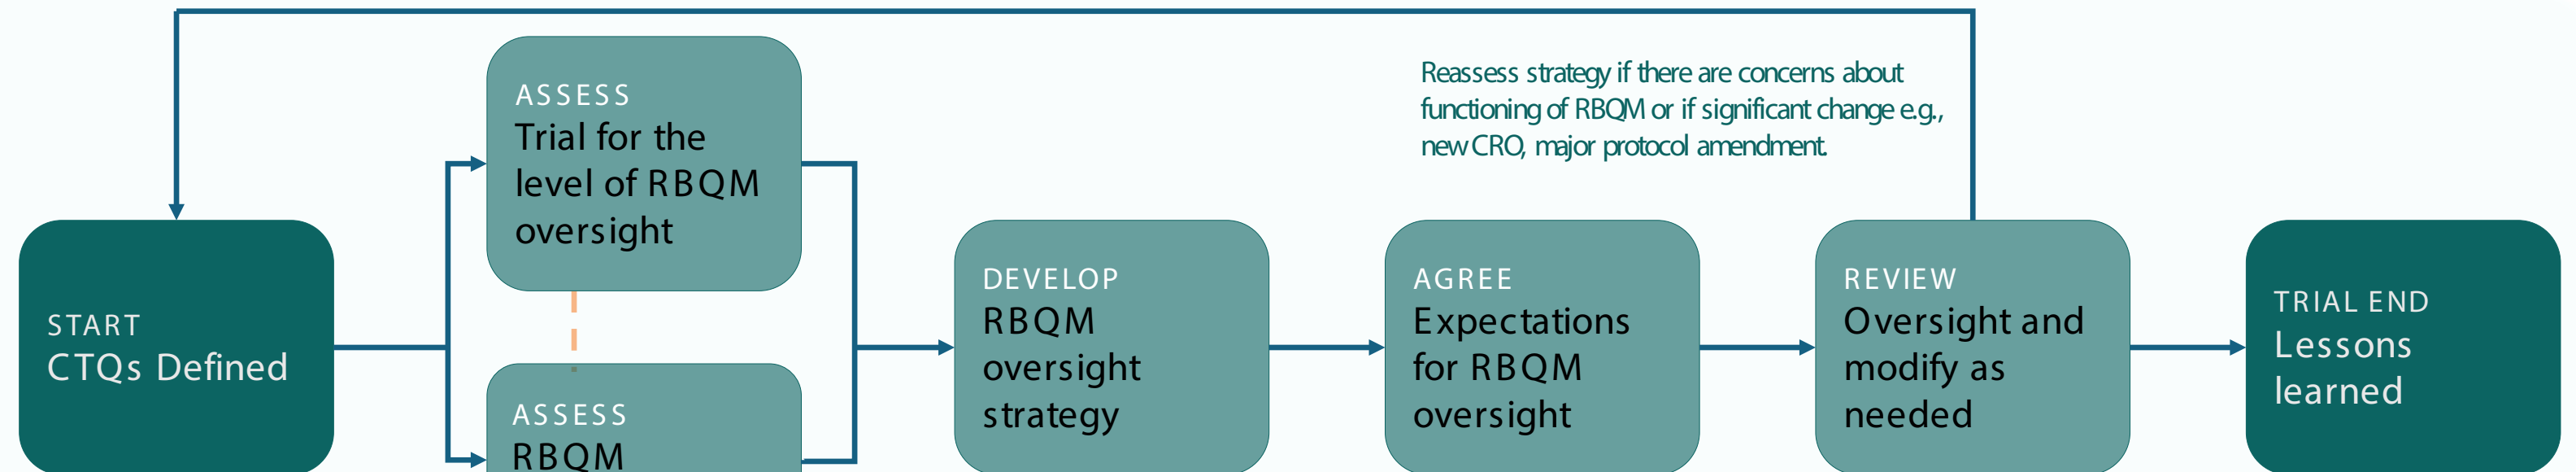 START
CTQs Defined
ASSESS
Trial for the
level of RBQM
oversight
ASSESS
RBQM
DEVELOP
RBQM
oversight
strategy
AGREE
Expectations
for RBQM
oversight
Reassess strategy if there are concerns about
functioning of RBQM or if significant change e.g.,
new CRO, major protocol amendment.
REVIEW
Oversight and
modify as
needed
TRIAL END
Lessons
learned